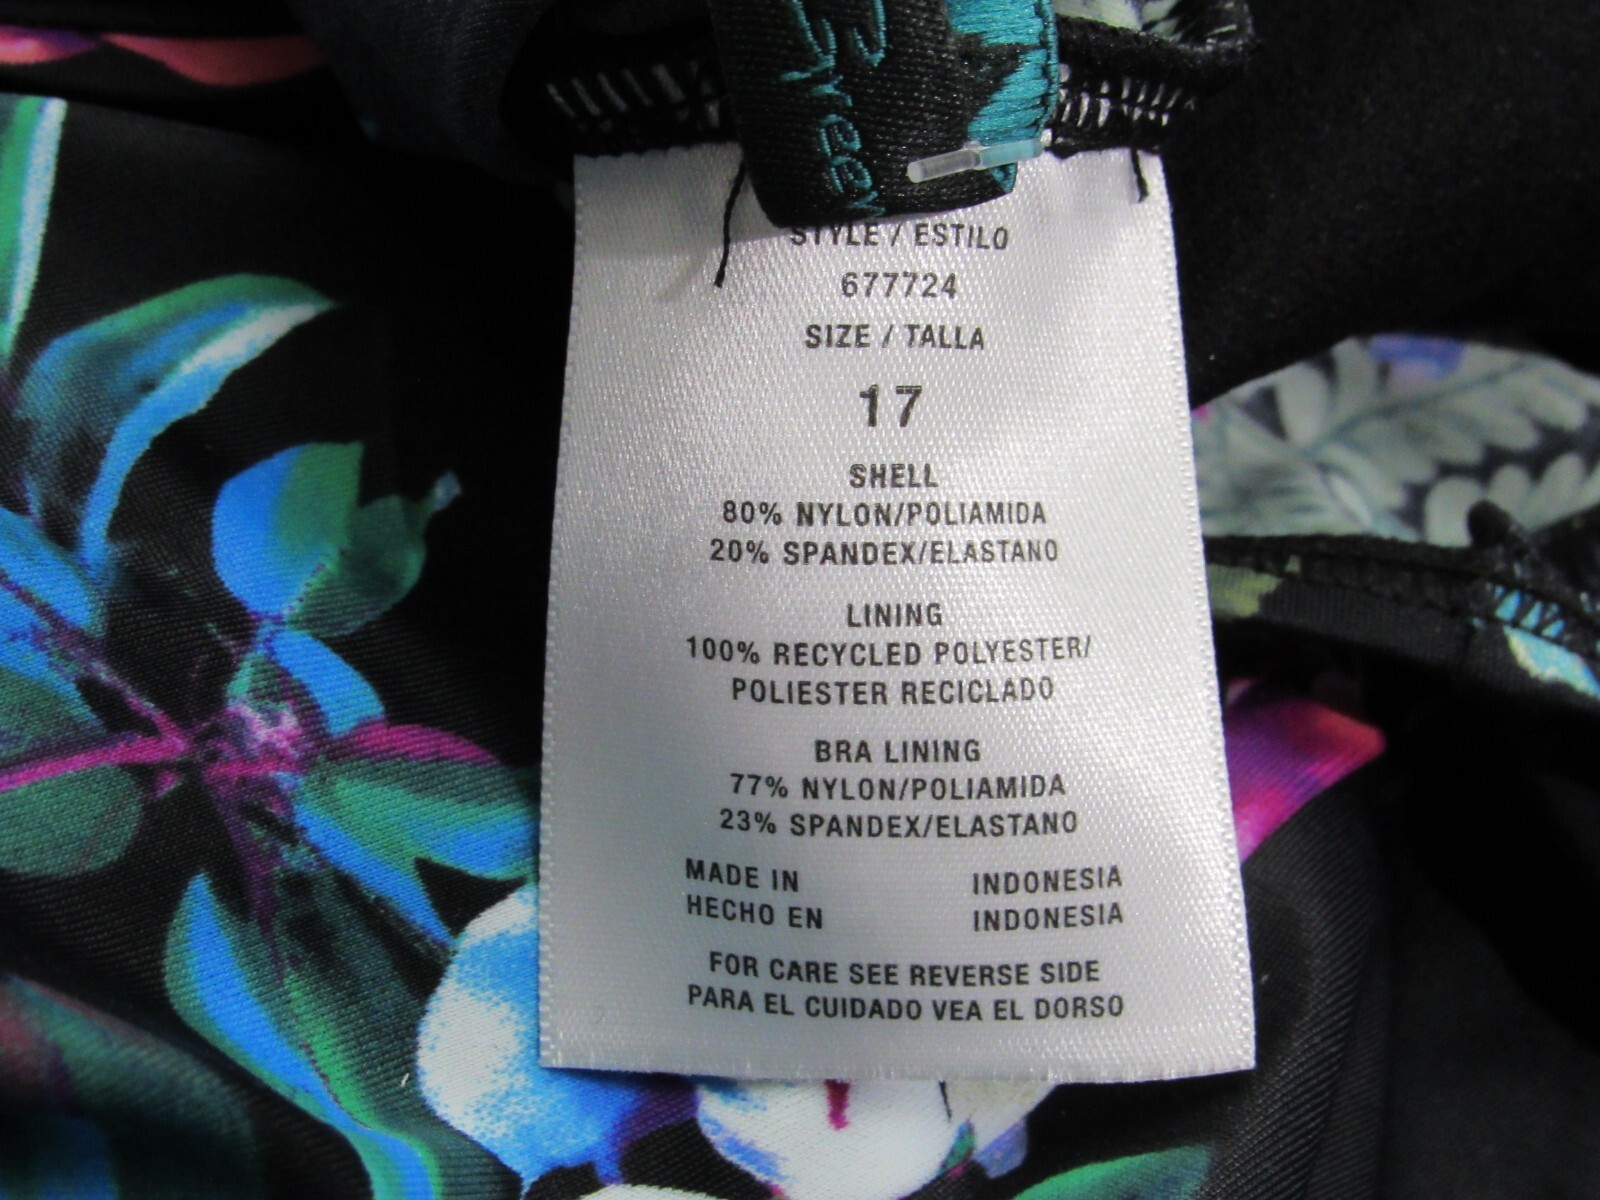 STYLE / ESTILO
677724
SIZE / TALLA
17
SHELL
80% NYLON/POLIAMIDA
20% SPANDEX/ELASTANO
LINING
100% RECYCLED POLYESTER/
POLIESTER RECICLADO
BRA LINING
77% NYLON/POLIAMIDA
23% SPANDEX/ELASTANO
MADE IN INDONESIA
HECHO EN INDONESIA
FOR CARE SEE REVERSE SIDE
PARA EL CUIDADO VEA EL DORSO